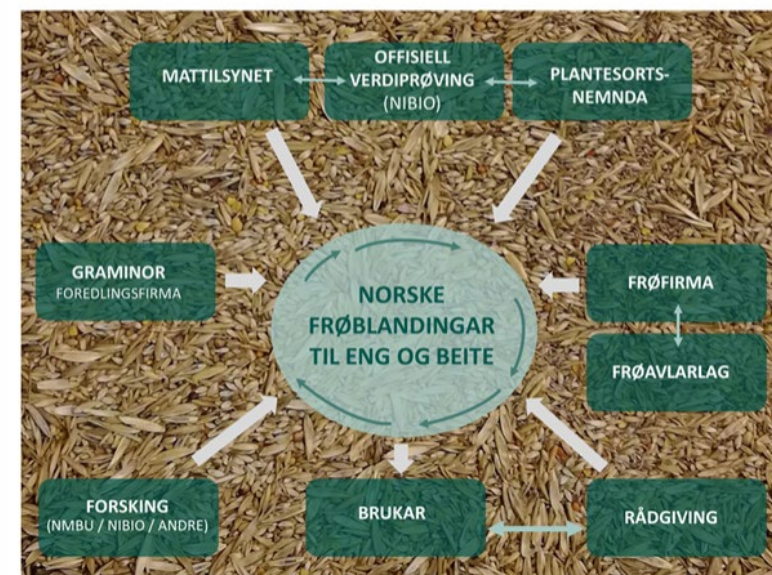 MATTILSYNET
OFFISIELL
VERDIPRØVING
(NIBIO)
PLANTESORTS-
NEMNDA
GRAMINOR
FOREDLINGSFIRMA
NORSKE
FRØBLANDINGAR
TIL ENG OG BEITE
FRØFIRMA
FRØAVLARLAG
FORSKING
(NMBU / NIBIO / ANDRE)
BRUKAR
RÅDGIVING